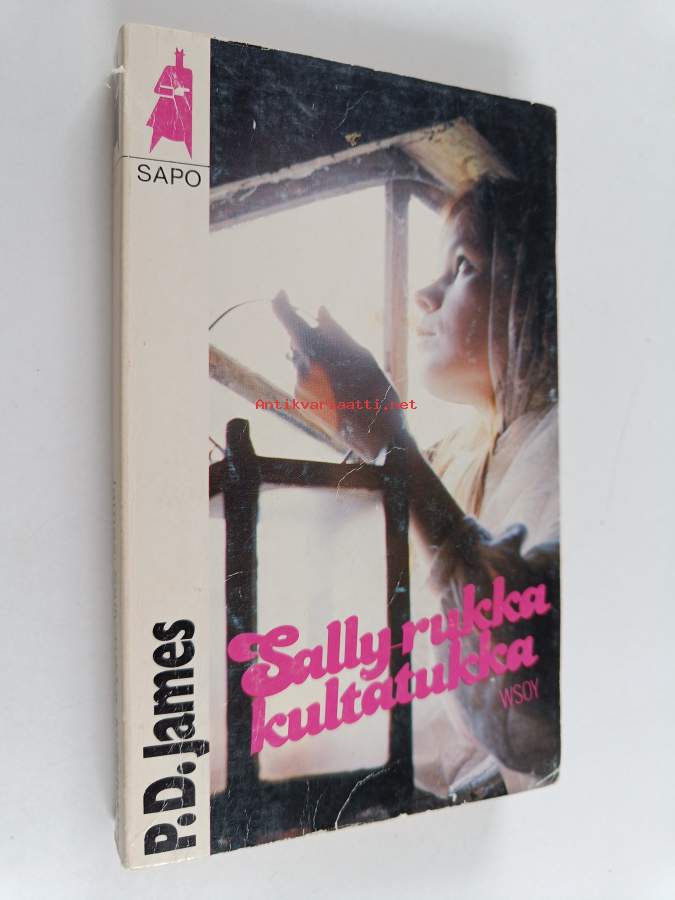 SAPO
P.D. James
Antikvariaatti.net
Sally-rukka
kultatukka
WSOY